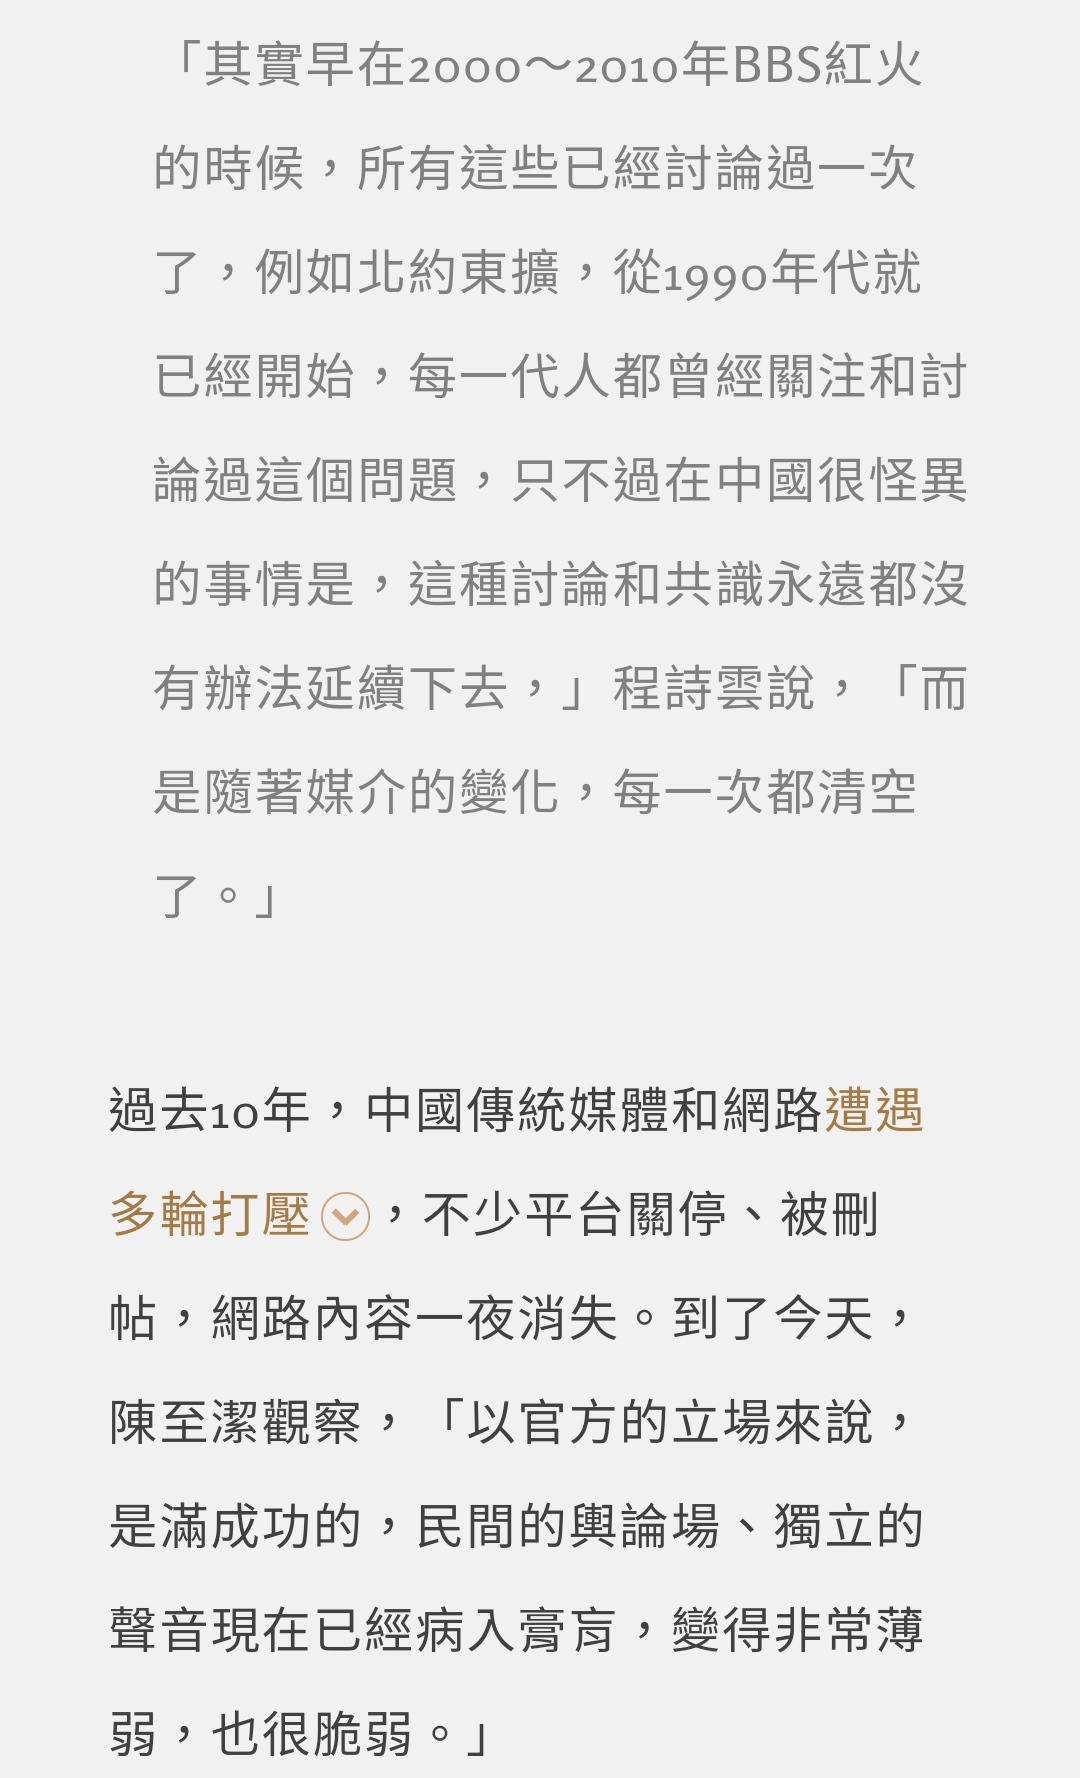 「其實早在2000～2010年BBS紅火
的時候，所有這些已經討論過一次
了，例如北約東擴，從1990年代就
已經開始，每一代人都曾經關注和討
論過這個問題，只不過在中國很怪異
的事情是，這種討論和共識永遠都沒
有辦法延續下去，」程詩雲說，「而
是隨著媒介的變化，每一次都清空
了。」
過去10年，中國傳統媒體和網路遭遇
多輪打壓，不少平台關停、被刪
帖，網路內容一夜消失。到了今天，
陳至潔觀察，「以官方的立場來說，
是滿成功的，民間的輿論場、獨立的
聲音現在已經病入膏肓，變得非常薄
弱，也很脆弱。」